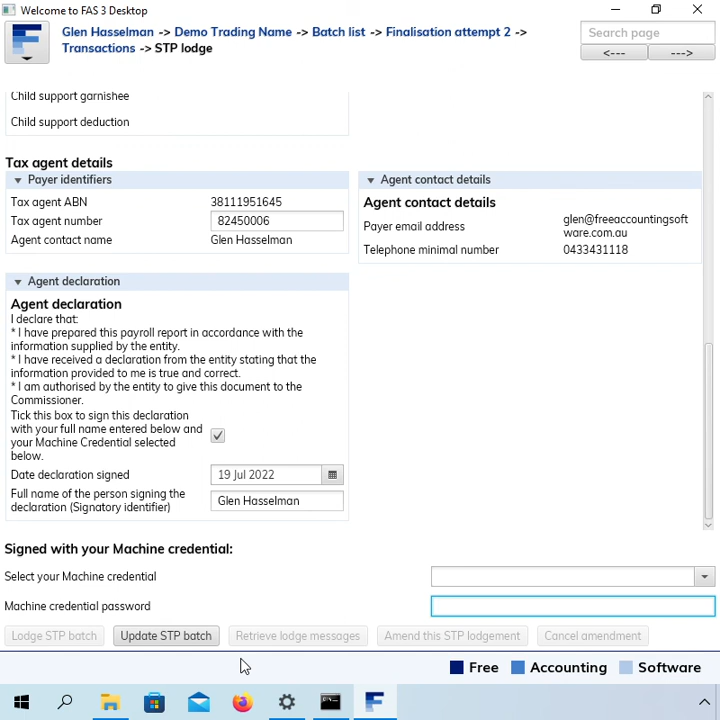 Welcome to FAS 3 Desktop
Glen Hasselman -> Demo Trading Name -> Batch list -> Finalisation attempt 2 ->
Transactions -> STP lodge
Search page
<---
--->
Child support garnishee
Child support deduction
Tax agent details
Payer identifiers
Tax agent ABN 38111951645
Tax agent number 82450006
Agent contact name Glen Hasselman
Agent contact details
Agent contact details
Payer email address glen@freeaccountingsoft
ware.com.au
Telephone minimal number 0433431118
Agent declaration
Agent declaration
I declare that:
* I have prepared this payroll report in accordance with the
information supplied by the entity.
* I have received a declaration from the entity stating that the
information provided to me is true and correct.
* I am authorised by the entity to give this document to the
Commissioner.
Tick this box to sign this declaration
with your full name entered below and
your Machine Credential selected
below.
Date declaration signed 19 Jul 2022
Full name of the person signing the
declaration (Signatory identifier) Glen Hasselman
Signed with your Machine credential:
Select your Machine credential
Machine credential password
Lodge STP batch Update STP batch Retrieve lodge messages Amend this STP lodgement Cancel amendment
Free Accounting Software